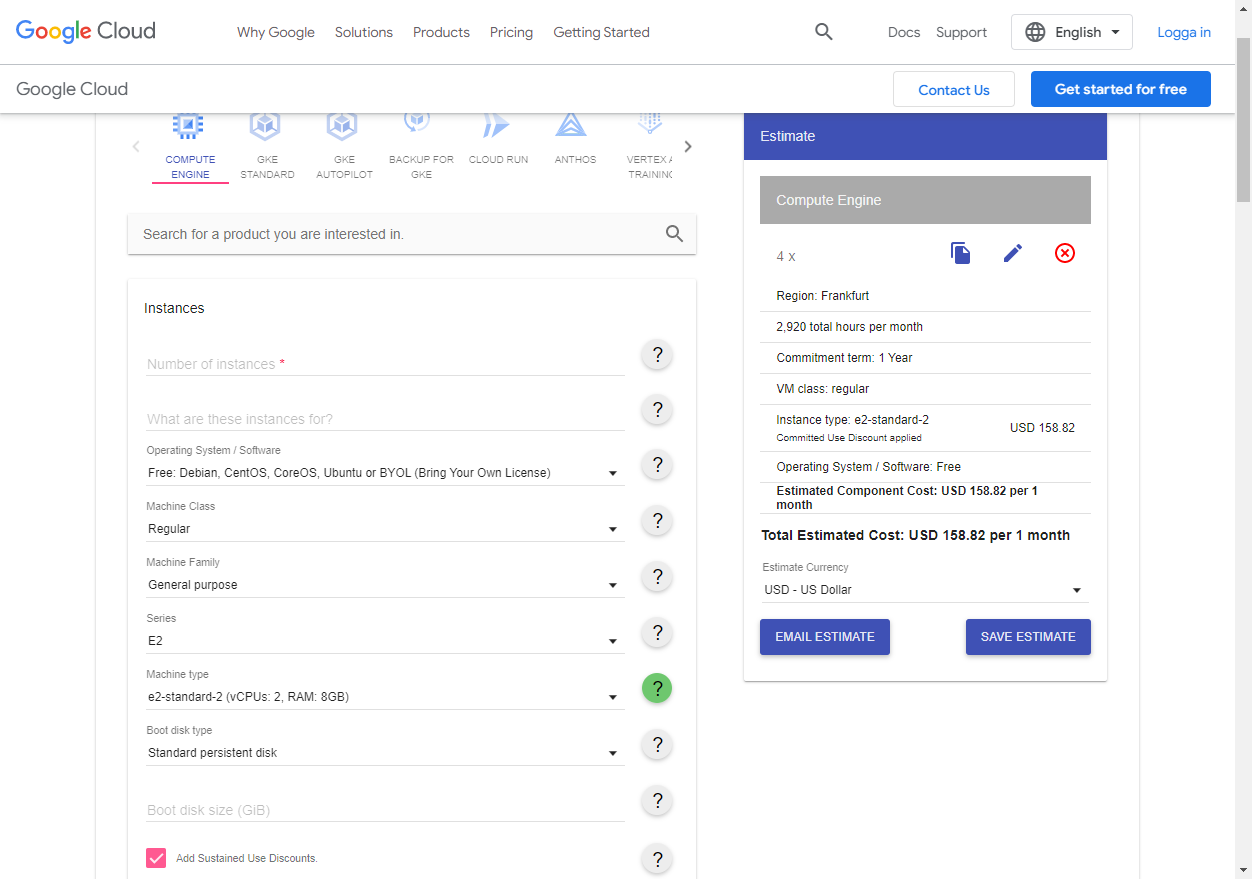 Google Cloud
Why Google
Solutions
Products
Pricing
Getting Started
Docs
Support
English
Logga in
Google Cloud
Contact Us
Get started for free
COMPUTE
ENGINE
GKE
STANDARD
GKE
AUTOPILOT
BACKUP FOR
GKE
CLOUD RUN
ANTHOS
VERTEX A
TRAINING
Search for a product you are interested in.
Instances
Number of instances *
?
What are these instances for?
?
Operating System / Software
Free: Debian, CentOS, CoreOS, Ubuntu or BYOL (Bring Your Own License)
?
Machine Class
Regular
?
Machine Family
General purpose
?
Series
E2
?
Machine type
e2-standard-2 (vCPUs: 2, RAM: 8GB)
?
Boot disk type
Standard persistent disk
?
Boot disk size (GiB)
?
Add Sustained Use Discounts.
?
Estimate
Compute Engine
4 x
Region: Frankfurt
2,920 total hours per month
Commitment term: 1 Year
VM class: regular
Instance type: e2-standard-2
Committed Use Discount applied
USD 158.82
Operating System / Software: Free
Estimated Component Cost: USD 158.82 per 1
month
Total Estimated Cost: USD 158.82 per 1 month
Estimate Currency
USD - US Dollar
EMAIL ESTIMATE
SAVE ESTIMATE